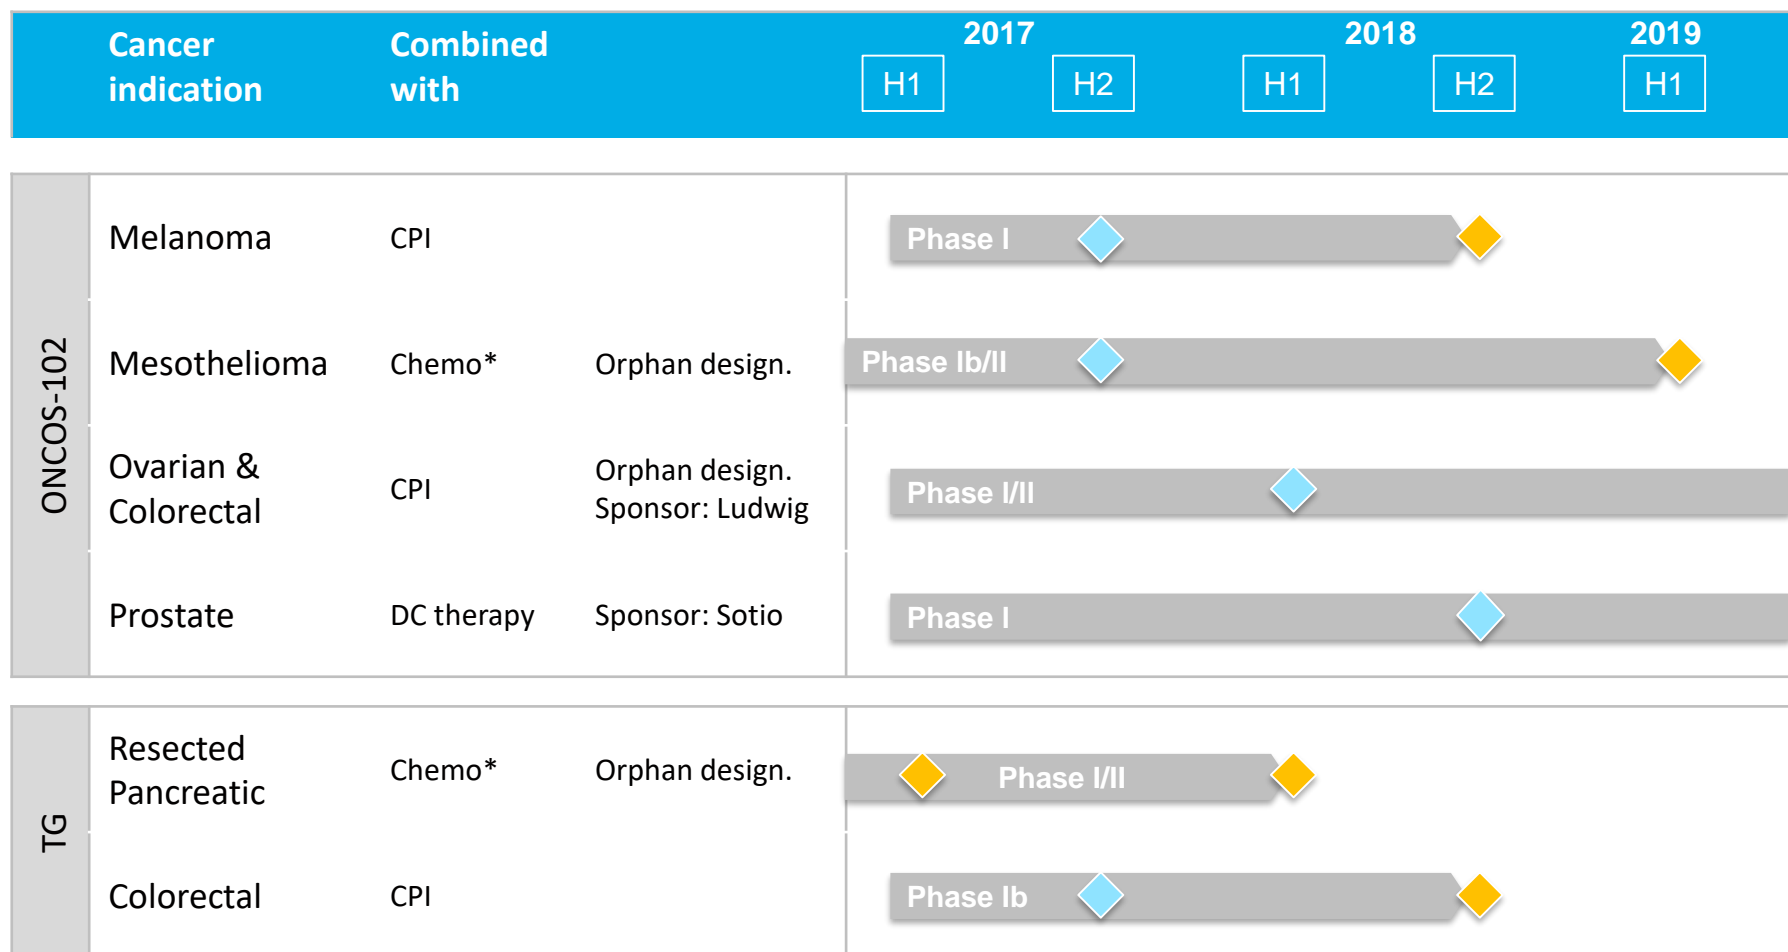 Cancer indication
Combined with
2017
2018
2019
H1
H2
H1
H2
H1
ONCOS-102
Melanoma
CPI
Phase I
Mesothelioma
Chemo*
Orphan design.
Phase Ib/II
Ovarian &
Colorectal
CPI
Orphan design.
Sponsor: Ludwig
Phase I/II
Prostate
DC therapy
Sponsor: Sotio
Phase I
TG
Resected
Pancreatic
Chemo*
Orphan design.
Phase I/II
Colorectal
CPI
Phase Ib